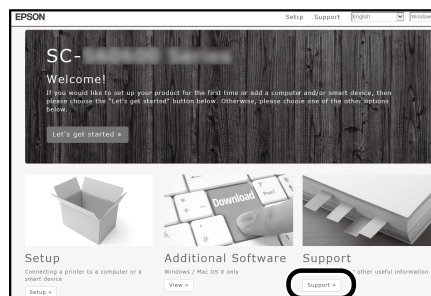 EPSON
Setup Support English Window
SC-
Welcome!
If you would like to set up your product for the first time or add a computer and/or smart device, then
please choose the "Let's get started" button below. Otherwise, please choose one of the other options
below.
Let's get started »
Download
Setup
Connecting a printer to a computer or a
smart device
Setup »
Additional Software
Windows / Mac OS X only
View »
Support
other useful information
Support »